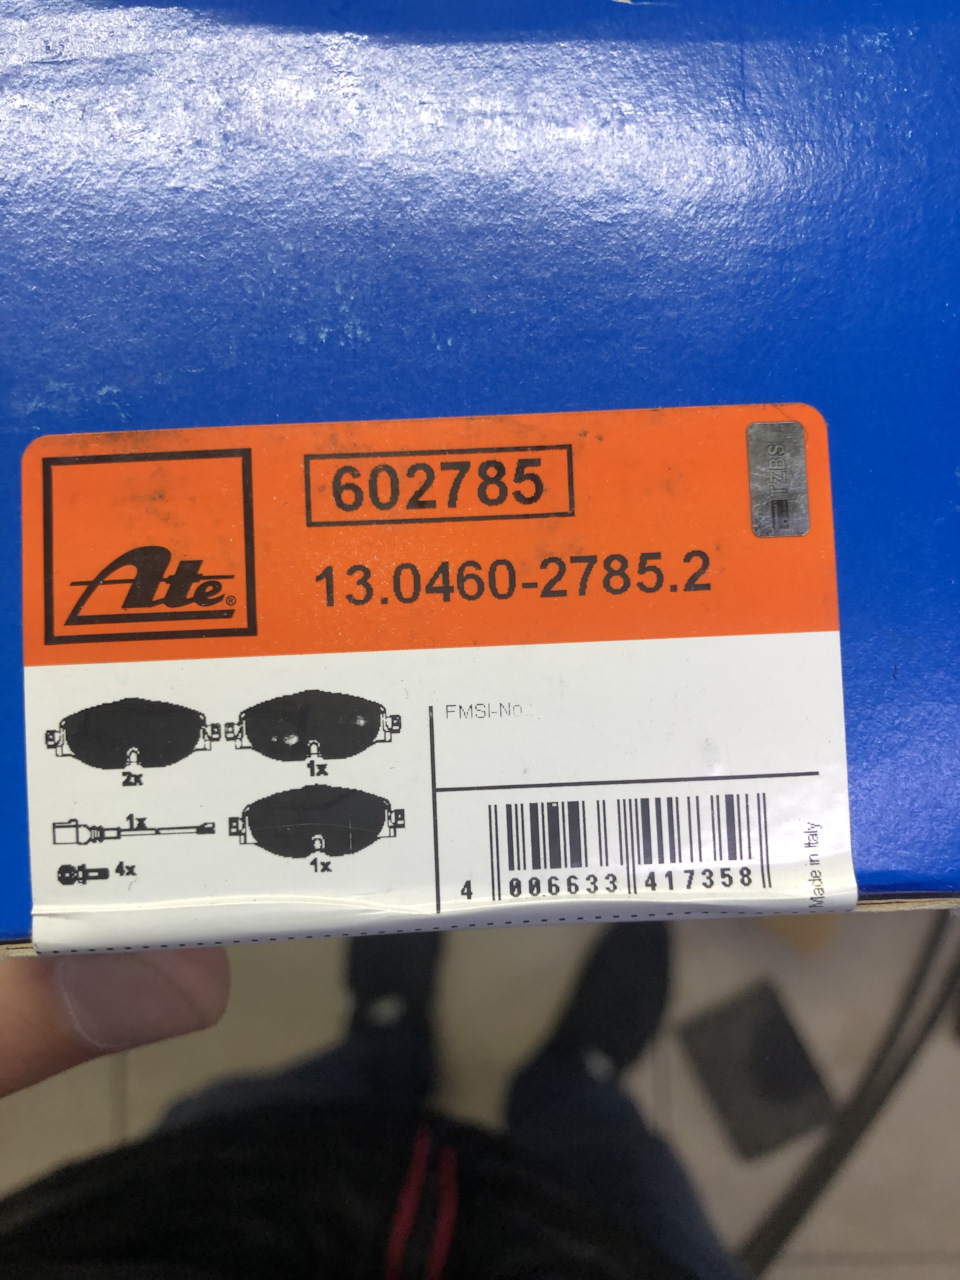 602785
TZBS
Ate®
13.0460-2785.2
2x
1x
FMSI-No.:
1x
4x
1x
4 006633 417358
Made in Italy